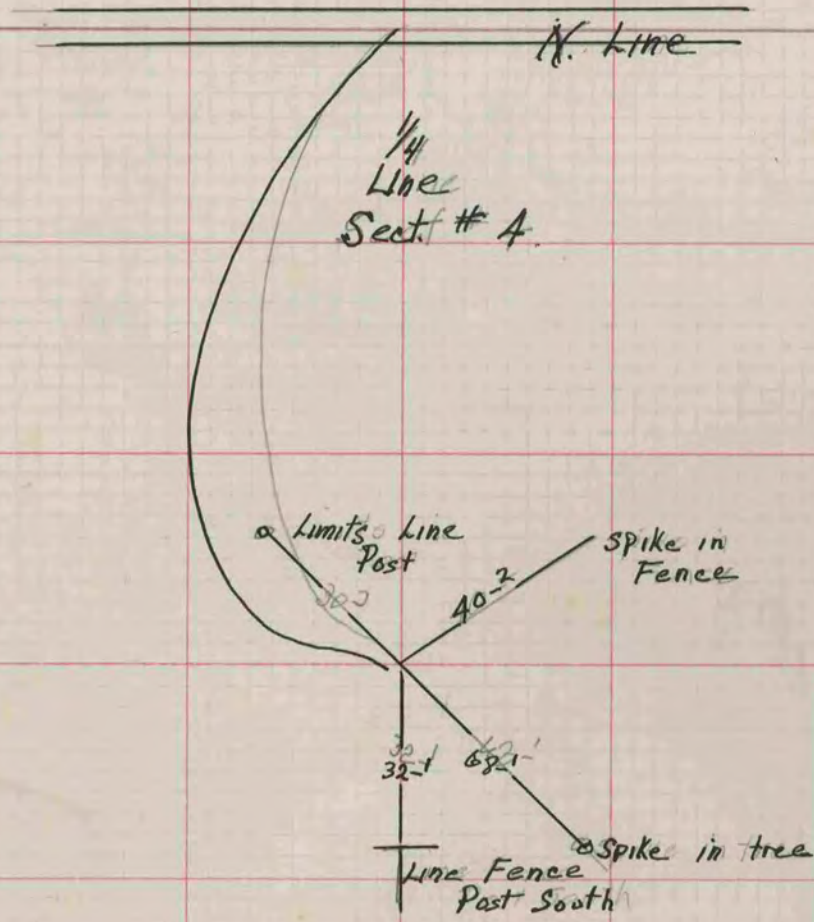 N. Line
1/4
Line
Sect. # 4.
Limits Line
Post
Spike in
Fence
40-2
32-1
68-1
Spike in tree
Line Fence
Post South